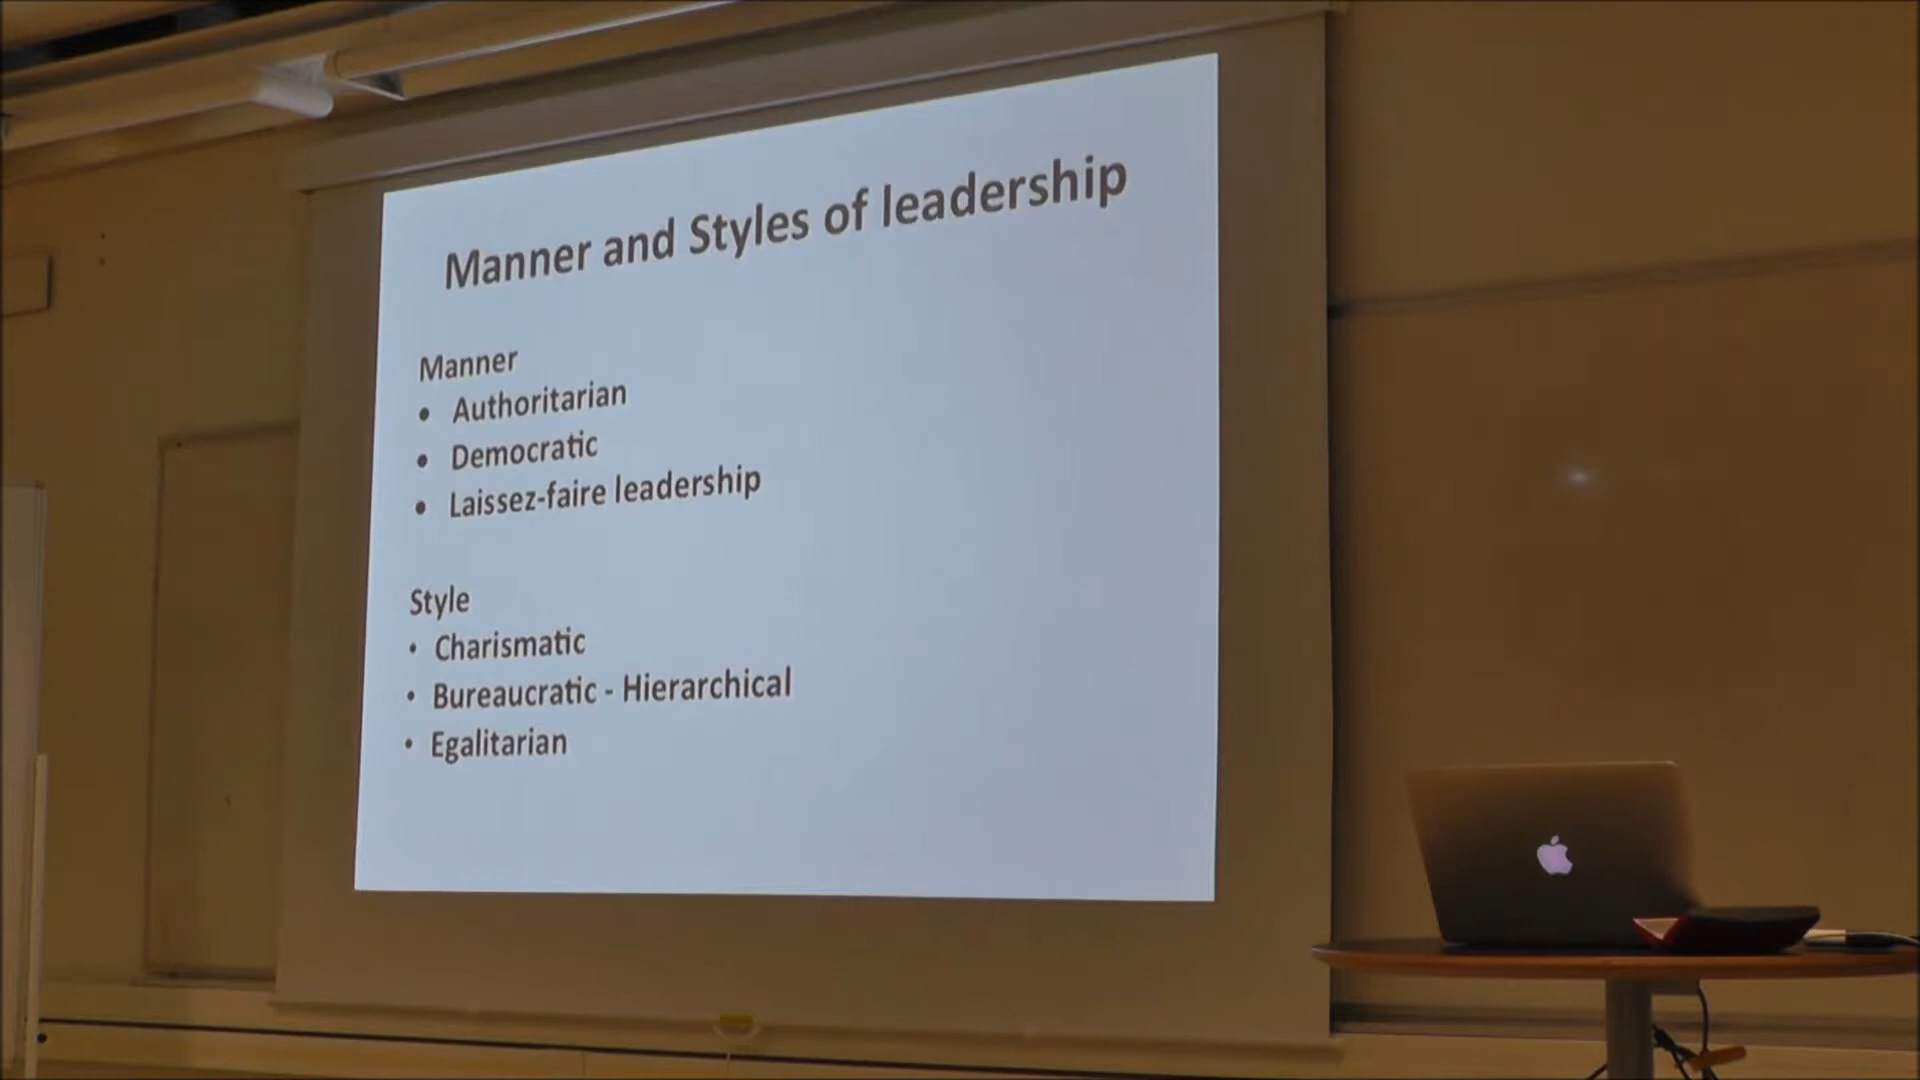 Manner and Styles of leadership
Manner
• Authoritarian
• Democratic
• Laissez-faire leadership
Style
• Charismatic
• Bureaucratic - Hierarchical
• Egalitarian